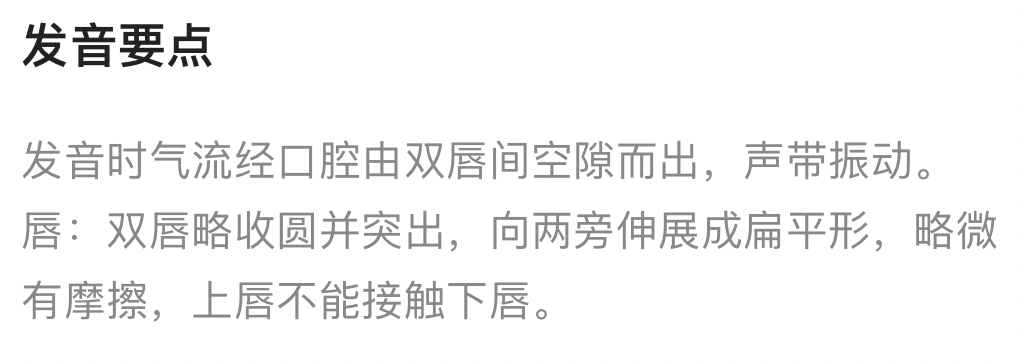 发音要点
发音时气流经口腔由双唇间空隙而出，声带振动。
唇：双唇略收圆并突出，向两旁伸展成扁平形，略微
有摩擦，上唇不能接触下唇。